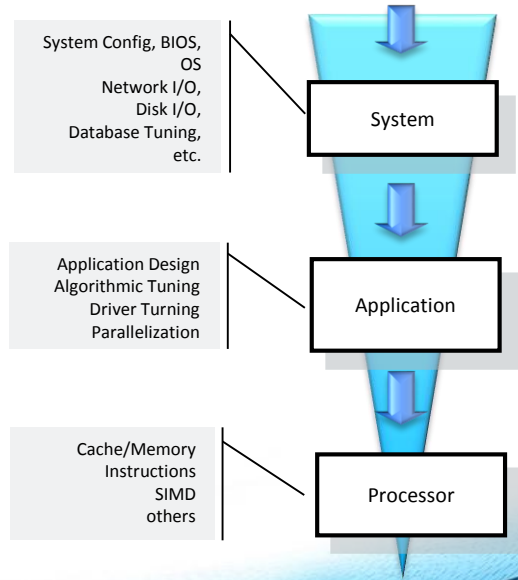 System Config, BIOS,
OS
Network I/O,
Disk I/O,
Database Tuning,
etc.
System
Application Design
Algorithmic Tuning
Driver Turning
Parallelization
Application
Cache/Memory
Instructions
SIMD
others
Processor